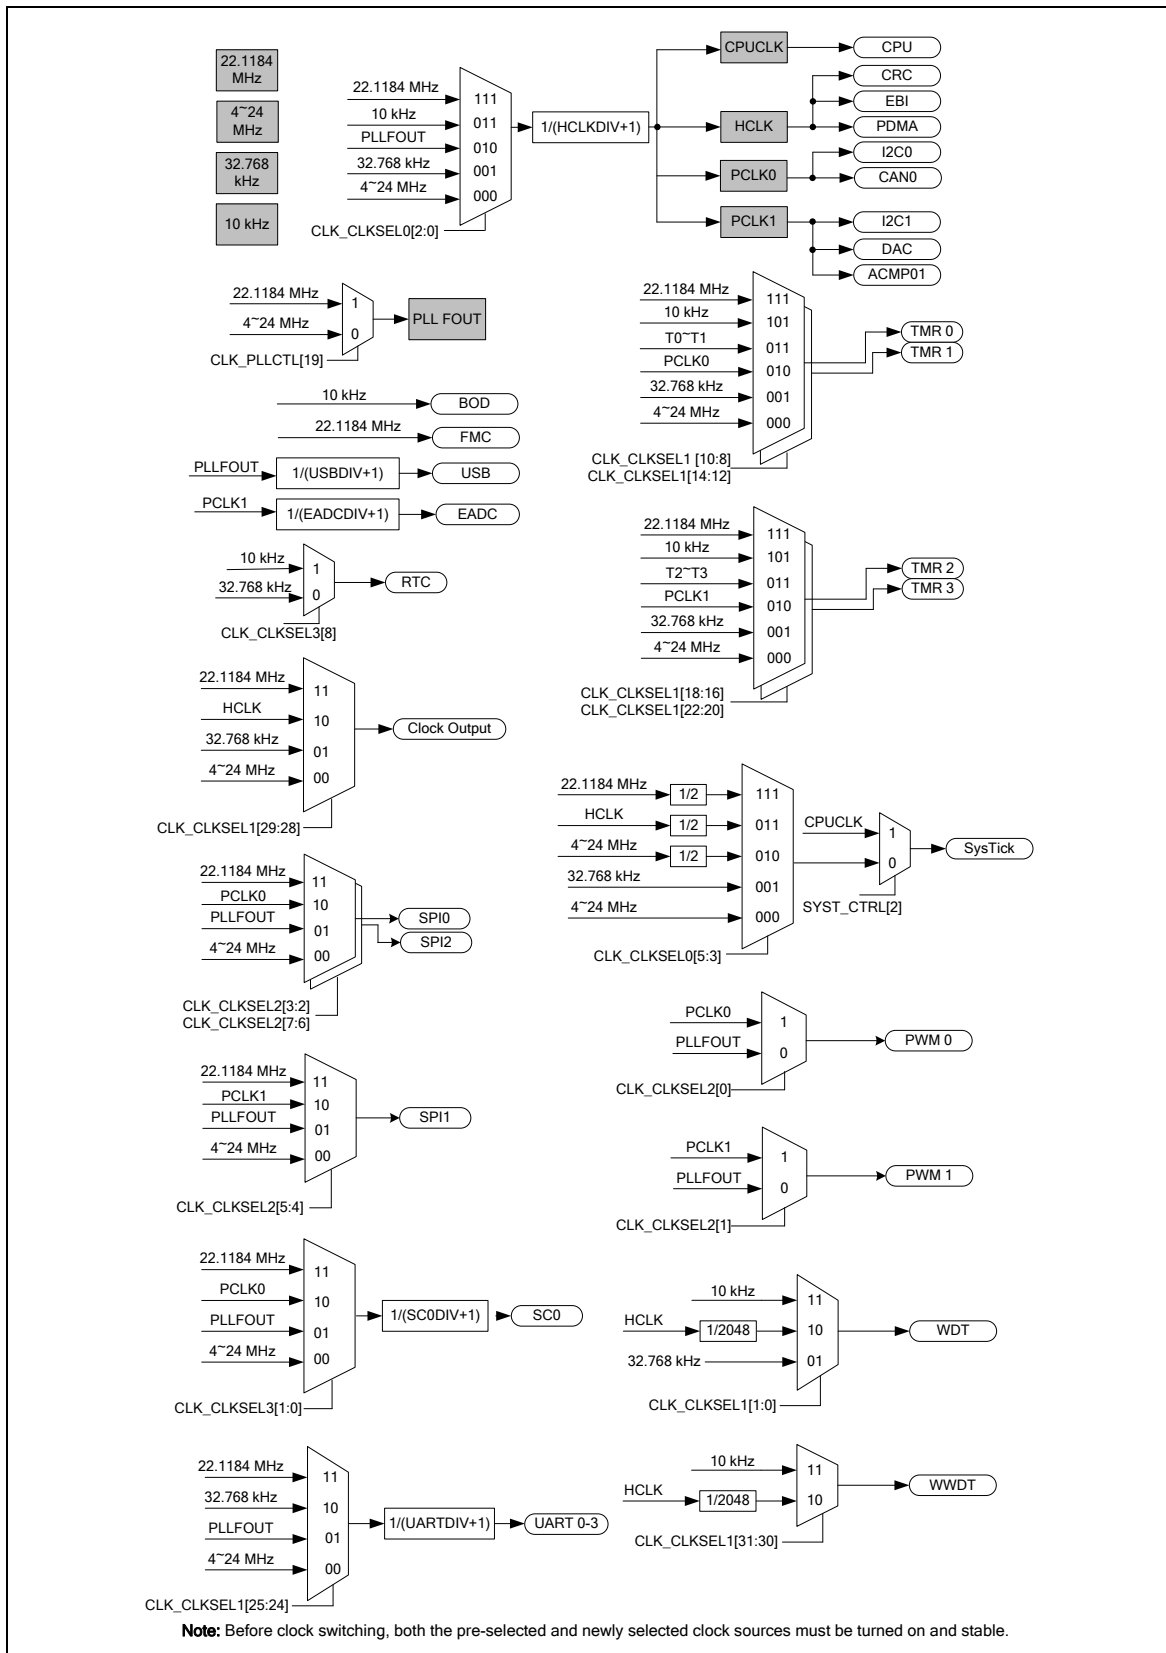 22.1184
MHz
4~24
MHz
32.768
kHz
10 kHz
22.1184 MHz
10 kHz
PLLFOUT
32.768 kHz
4~24 MHz
111
011
010
001
000
CLK_CLKSEL0[2:0]
1/(HCLKDIV+1)
CPUCLK
HCLK
PCLK0
PCLK1
CPU
CRC
EBI
PDMA
I2C0
CAN0
I2C1
DAC
ACMP01
22.1184 MHz
4~24 MHz
1
0
CLK_PLLCTL[19]
PLL FOUT
22.1184 MHz
10 kHz
T0~T1
PCLK0
32.768 kHz
4~24 MHz
111
101
011
010
001
000
TMR 0
TMR 1
CLK_CLKSEL1 [10:8]
CLK_CLKSEL1[14:12]
10 kHz
BOD
22.1184 MHz
FMC
PLLFOUT
1/(USBDIV+1)
USB
PCLK1
1/(EADCDIV+1)
EADC
10 kHz
32.768 kHz
1
0
RTC
CLK_CLKSEL3[8]
22.1184 MHz
10 kHz
T2~T3
PCLK1
32.768 kHz
4~24 MHz
111
101
011
010
001
000
TMR 2
TMR 3
CLK_CLKSEL1[18:16]
CLK_CLKSEL1[22:20]
22.1184 MHz
HCLK
32.768 kHz
4~24 MHz
11
10
01
00
Clock Output
CLK_CLKSEL1[29:28]
22.1184 MHz
HCLK
4~24 MHz
32.768 kHz
4~24 MHz
1/2
1/2
1/2
111
011
010
001
000
CLK_CLKSEL0[5:3]
CPUCLK
1
0
SYST_CTRL[2]
SysTick
22.1184 MHz
PCLK0
PLLFOUT
4~24 MHz
11
10
01
00
SPI0
SPI2
CLK_CLKSEL2[3:2]
CLK_CLKSEL2[7:6]
PCLK0
PLLFOUT
1
0
PWM 0
CLK_CLKSEL2[0]
22.1184 MHz
PCLK1
PLLFOUT
4~24 MHz
11
10
01
00
SPI1
CLK_CLKSEL2[5:4]
PCLK1
PLLFOUT
1
0
PWM 1
CLK_CLKSEL2[1]
22.1184 MHz
PCLK0
PLLFOUT
4~24 MHz
11
10
01
00
1/(SC0DIV+1)
SC0
CLK_CLKSEL3[1:0]
10 kHz
HCLK
1/2048
32.768 kHz
11
10
01
WDT
CLK_CLKSEL1[1:0]
22.1184 MHz
32.768 kHz
PLLFOUT
4~24 MHz
11
10
01
00
1/(UARTDIV+1)
UART 0-3
CLK_CLKSEL1[25:24]
10 kHz
HCLK
1/2048
11
10
WWDT
CLK_CLKSEL1[31:30]
Note: Before clock switching, both the pre-selected and newly selected clock sources must be turned on and stable.